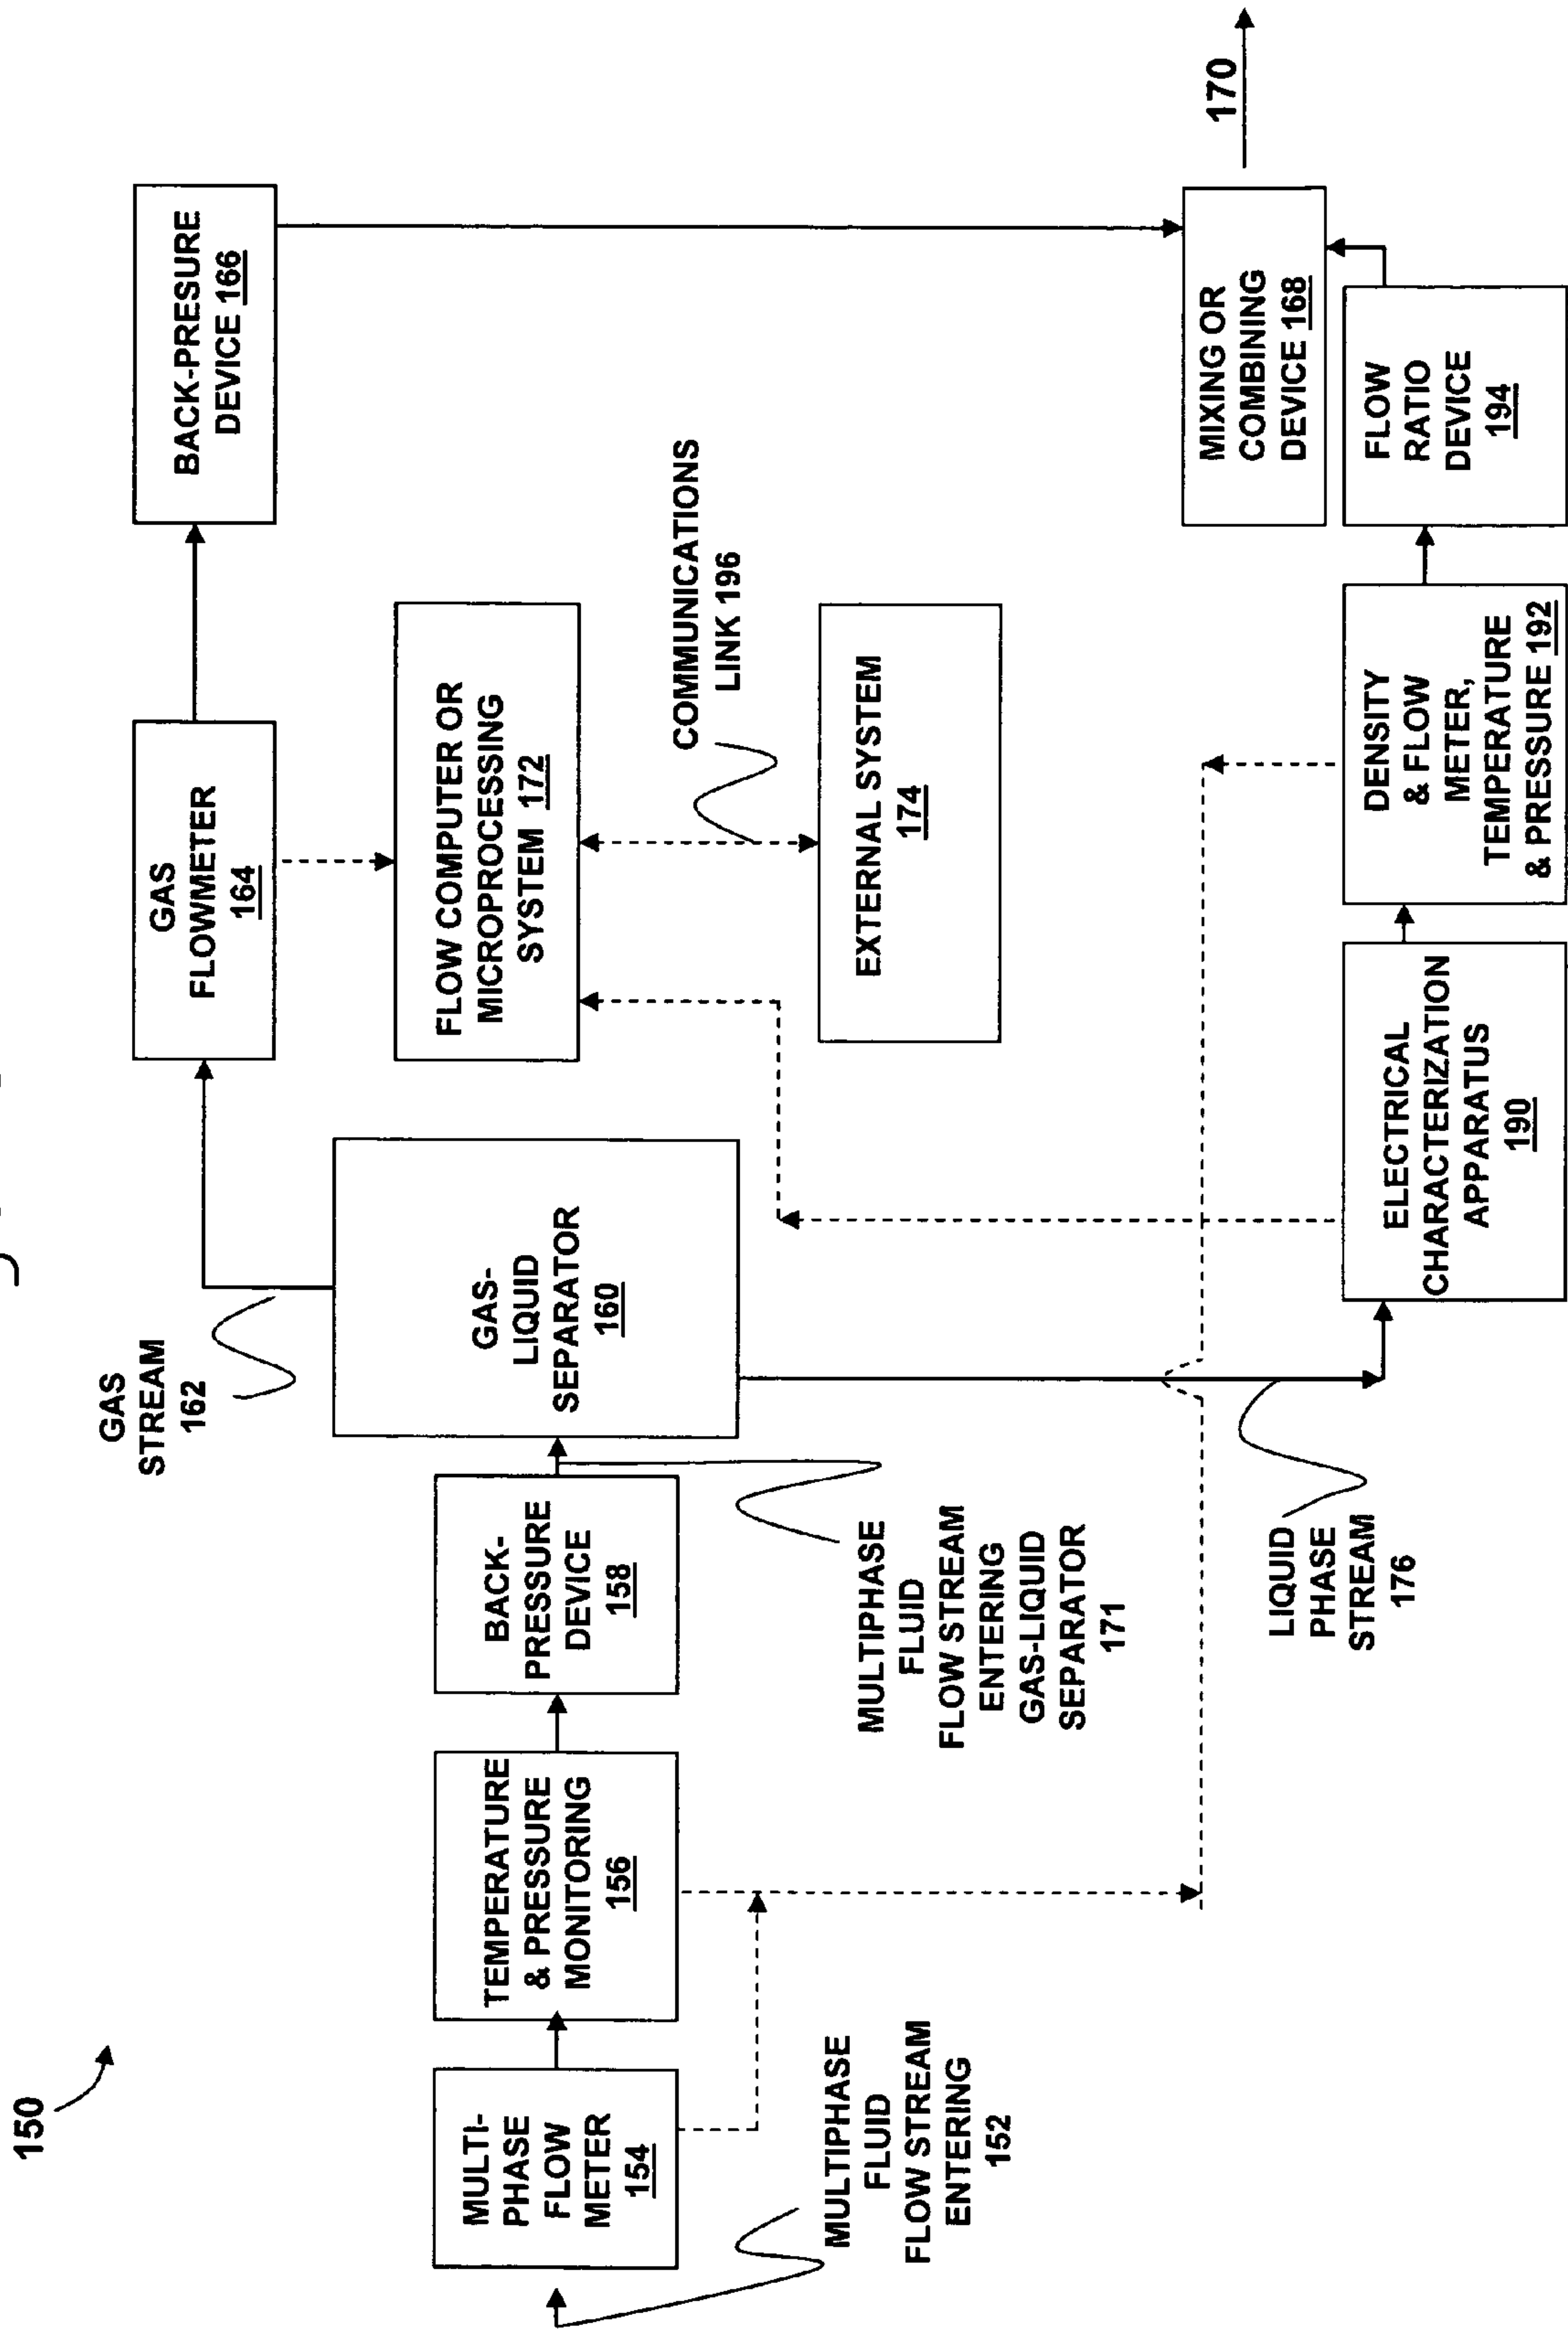 150
MULTI-
PHASE
FLOW
METER
154
MULTIPHASE
FLUID
FLOW STREAM
ENTERING
152
TEMPERATURE
& PRESSURE
MONITORING
156
BACK-
PRESSURE
DEVICE
158
MULTIPHASE
FLUID
FLOW STREAM
ENTERING
GAS-LIQUID
SEPARATOR
171
GAS
STREAM
162
GAS-
LIQUID
SEPARATOR
160
LIQUID
PHASE
STREAM
176
GAS
FLOWMETER
164
FLOW COMPUTER OR
MICROPROCESSING
SYSTEM 172
COMMUNICATIONS
LINK 196
EXTERNAL SYSTEM
174
ELECTRICAL
CHARACTERIZATION
APPARATUS
190
DENSITY
& FLOW
METER,
TEMPERATURE
& PRESSURE 192
BACK-PRESSURE
DEVICE 166
MIXING OR
COMBINING
DEVICE 168
FLOW
RATIO
DEVICE
194
170